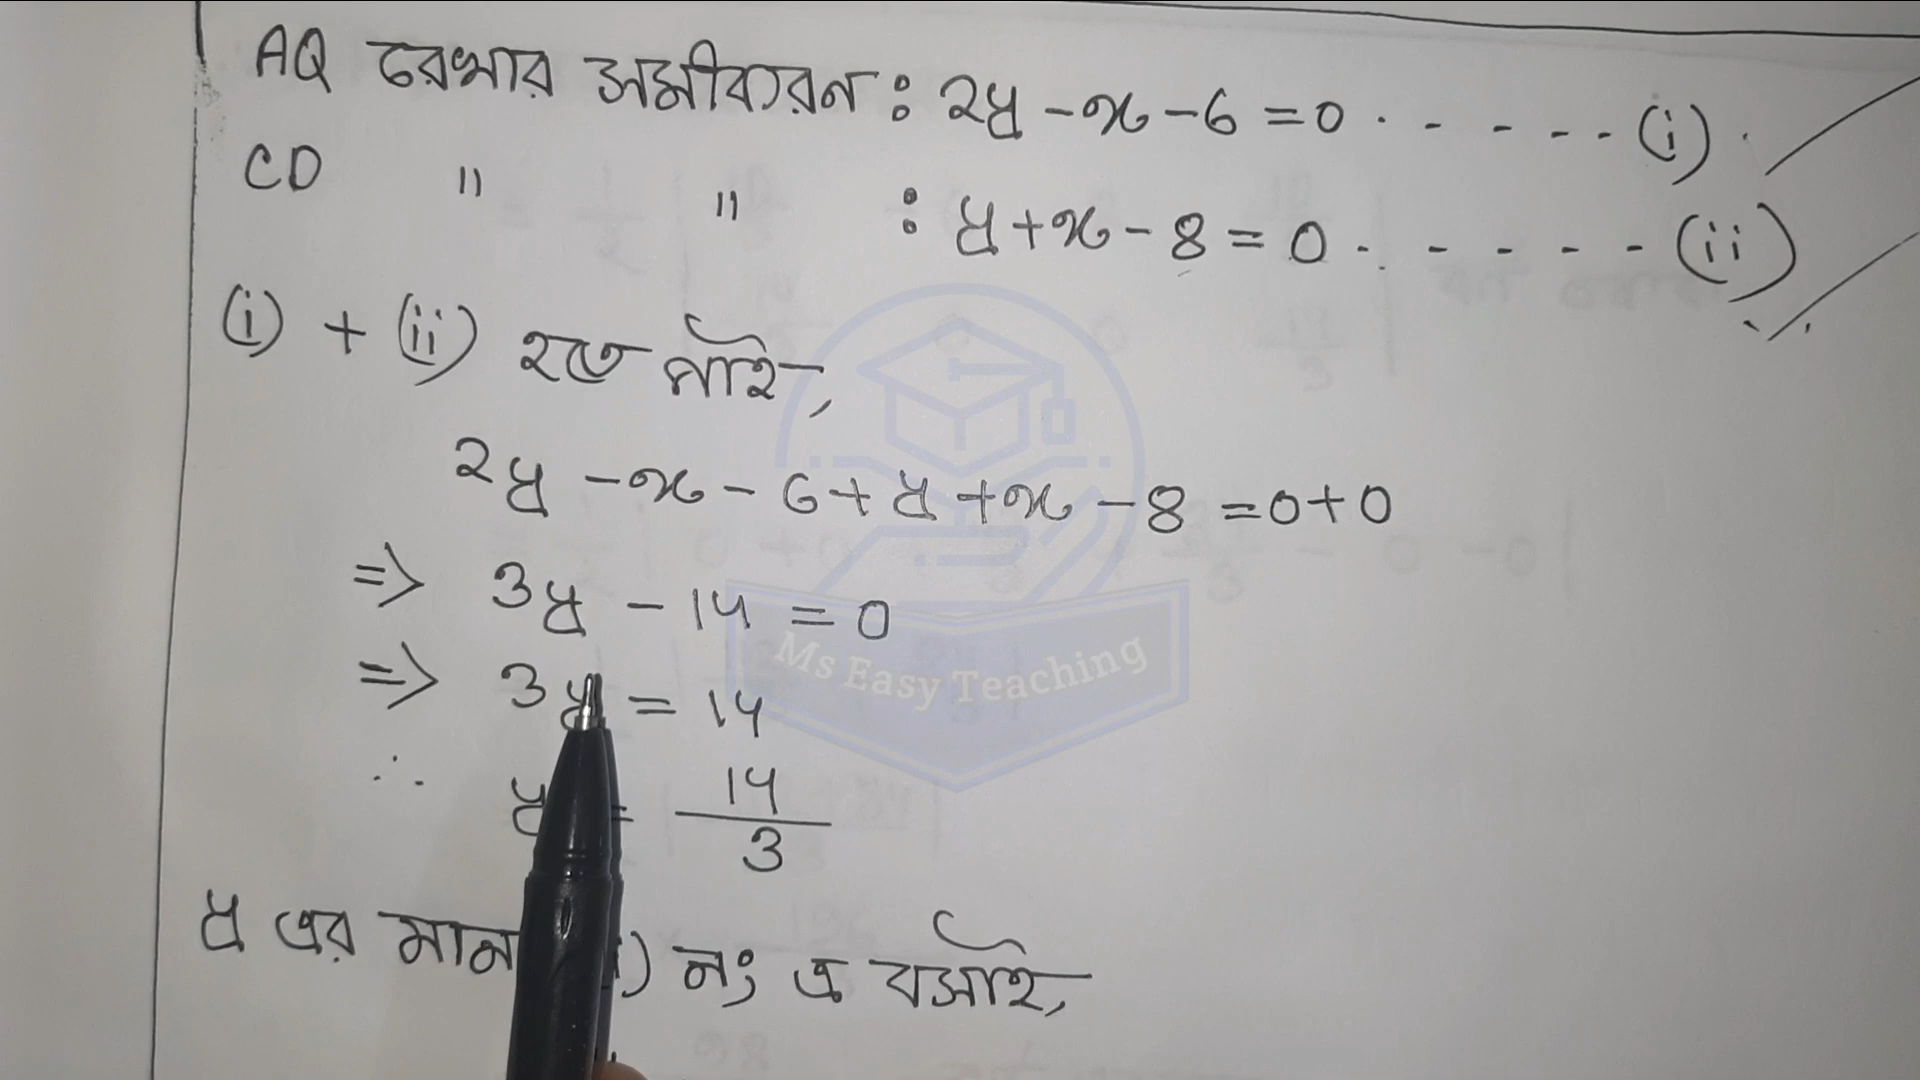 AQ রেখার সমীকরন : 2y - x - 6 = 0 . - - - - - (i)
CD " " : y + x - 8 = 0 . - - - - - (ii)
(i) + (ii) হতে পাই,
2y - x - 6 + y + x - 8 = 0 + 0
=> 3y - 14 = 0
=> 3y = 14
∴ y = 14/3
y এর মান নং এ বসাই,
Ms Easy Teaching